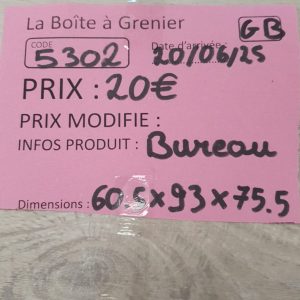 La Boîte à Grenier
GB
CODE
5302
Date d'arrivée :
20/06/25
PRIX : 20€
PRIX MODIFIE :
INFOS PRODUIT : Bureau
Dimensions : 60.5x93x75.5